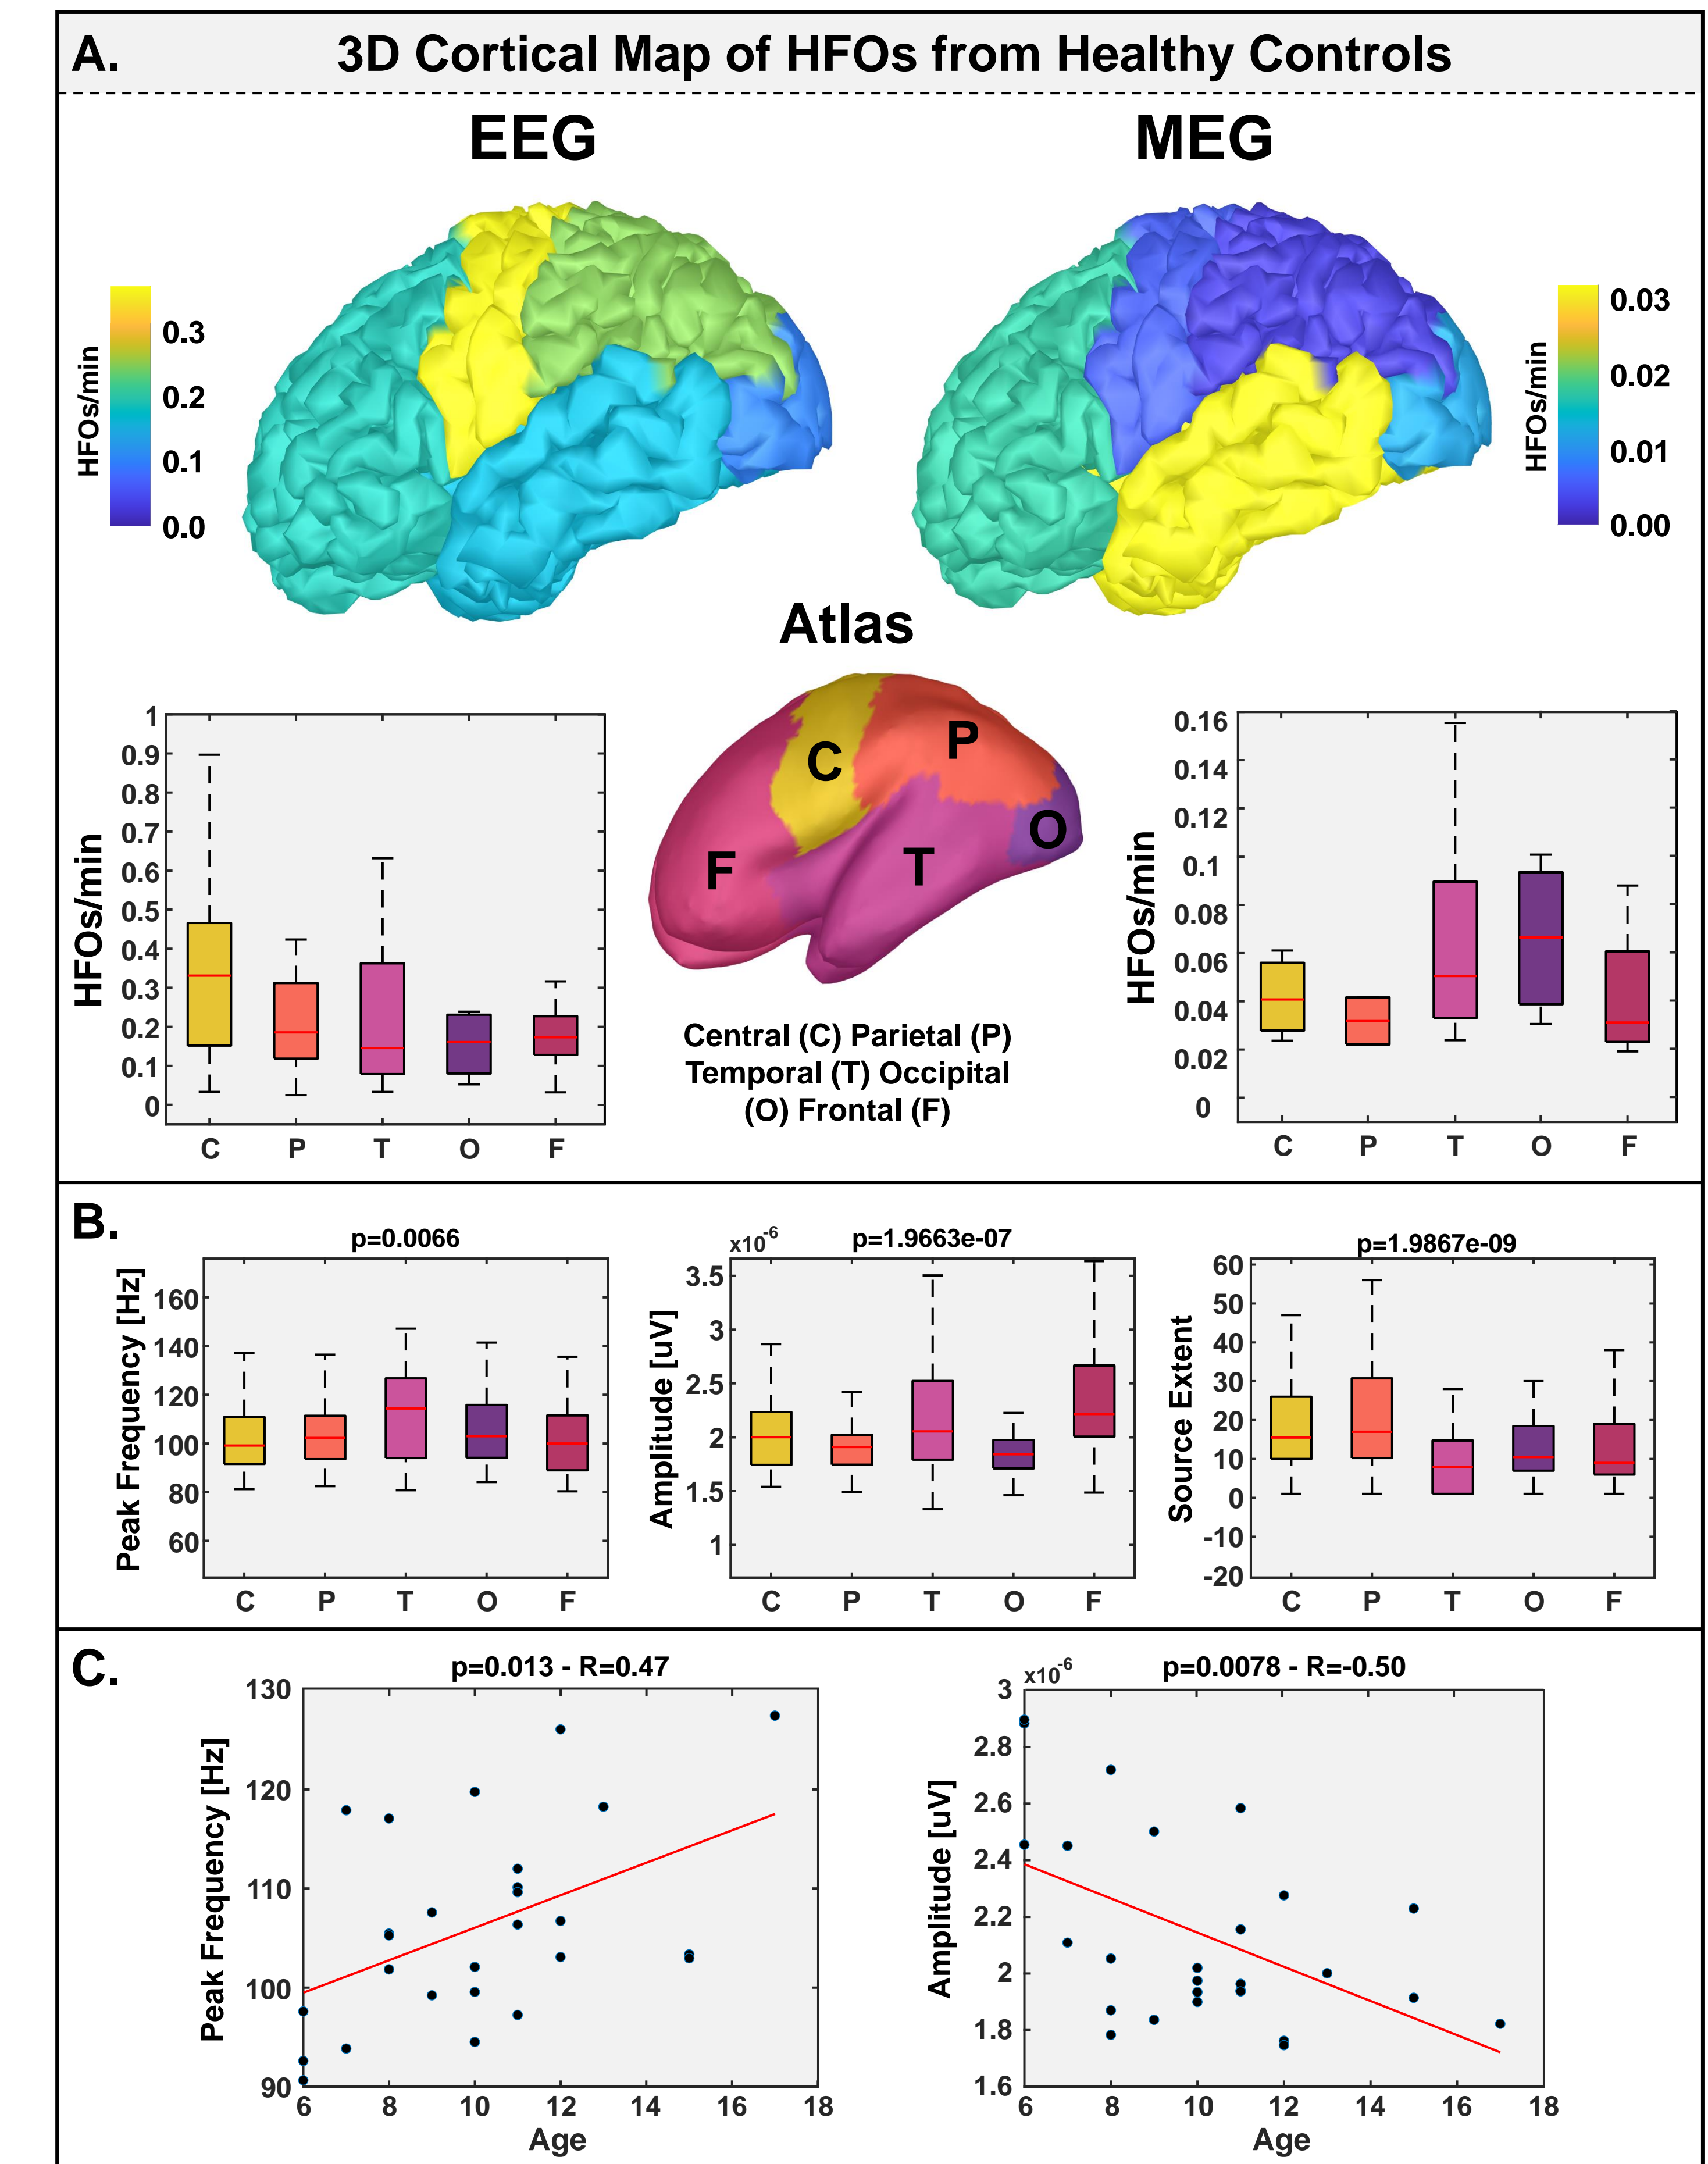 A.
3D Cortical Map of HFOs from Healthy Controls
EEG
MEG
HFOs/min
0.3
0.2
0.1
0.0
HFOs/min
0.03
0.02
0.01
0.00
Atlas
C
P
F
T
O
Central (C) Parietal (P)
Temporal (T) Occipital
(O) Frontal (F)
HFOs/min
1
0.9
0.8
0.7
0.6
0.5
0.4
0.3
0.2
0.1
0
C P T O F
HFOs/min
0.16
0.14
0.12
0.1
0.08
0.06
0.04
0.02
0
C P T O F
B.
p=0.0066
Peak Frequency [Hz]
160
140
120
100
80
60
C P T O F
x10-6
p=1.9663e-07
Amplitude [uV]
3.5
3
2.5
2
1.5
1
C P T O F
p=1.9867e-09
Source Extent
60
50
40
30
20
10
0
-10
-20
C P T O F
C.
p=0.013 - R=0.47
Peak Frequency [Hz]
130
120
110
100
90
6 8 10 12 14 16 18
Age
x10-6
p=0.0078 - R=-0.50
Amplitude [uV]
3
2.8
2.6
2.4
2.2
2
1.8
1.6
6 8 10 12 14 16 18
Age